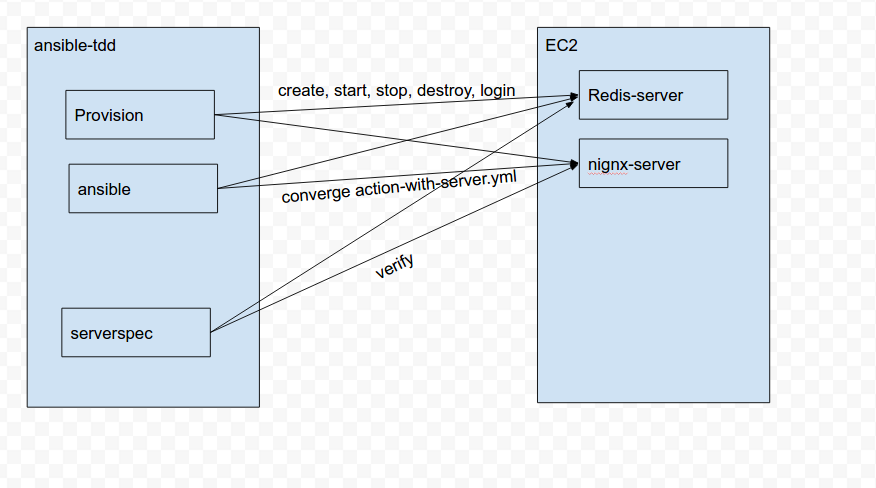 ansible-tdd
EC2
create, start, stop, destroy, login
Redis-server
Provision
nignx-server
ansible
converge action-with-server.yml
verify
serverspec